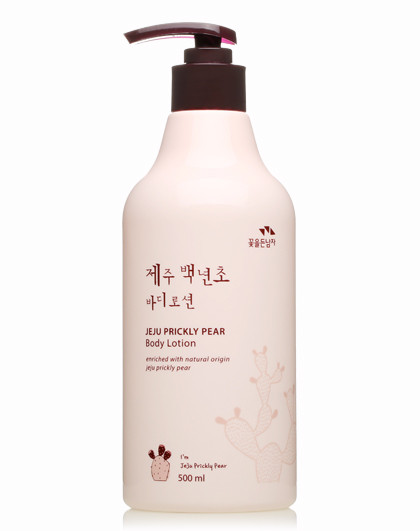 꽃을든남자
제주 백년초
바디로션
JEJU PRICKLY PEAR
Body Lotion
enriched with natural origin
jeju prickly pear
I'm
JeJu Prickly Pear
500 ml